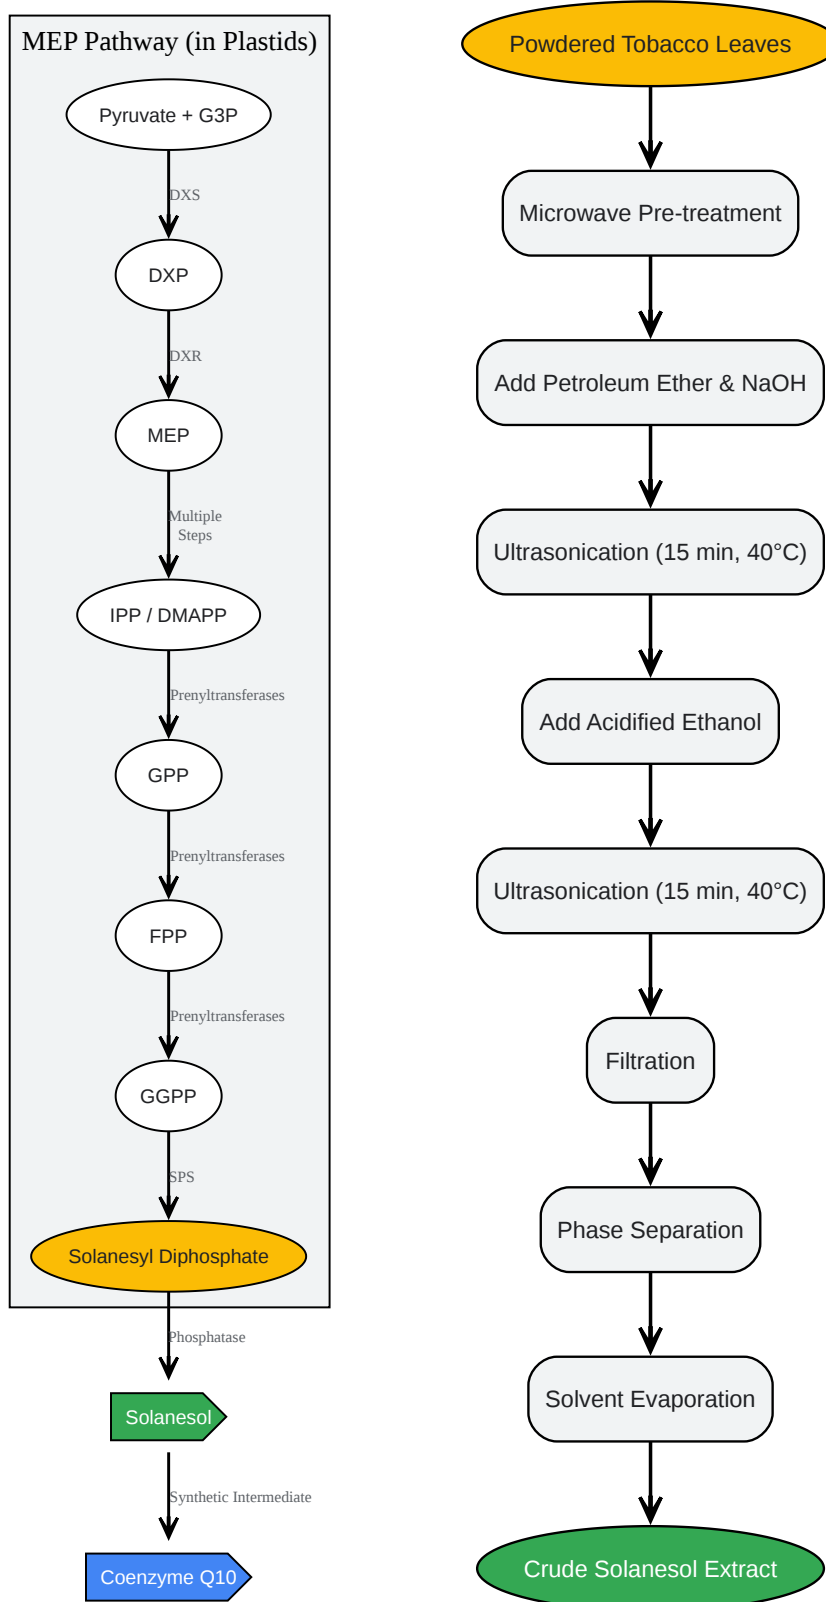 MEP Pathway (in Plastids)
Pyruvate + G3P
DXS
DXP
DXR
MEP
Multiple
Steps
IPP / DMAPP
Prenyltransferases
GPP
Prenyltransferases
FPP
Prenyltransferases
GGPP
SPS
Solanesyl Diphosphate
Phosphatase
Solanesol
Synthetic Intermediate
Coenzyme Q10
Powdered Tobacco Leaves
Microwave Pre-treatment
Add Petroleum Ether & NaOH
Ultrasonication (15 min, 40°C)
Add Acidified Ethanol
Ultrasonication (15 min, 40°C)
Filtration
Phase Separation
Solvent Evaporation
Crude Solanesol Extract